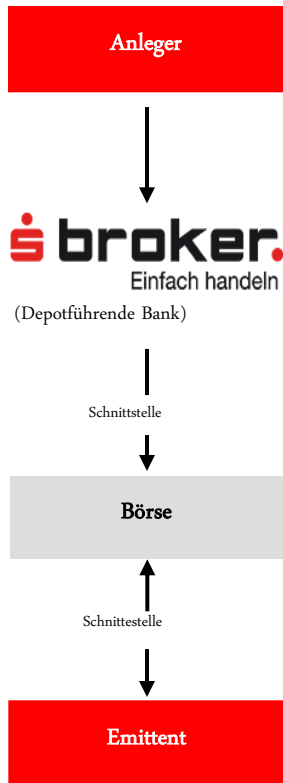 Anleger
s broker.
Einfach handeln
(Depotführende Bank)
Schnittstelle
Börse
Schnittestelle
Emittent